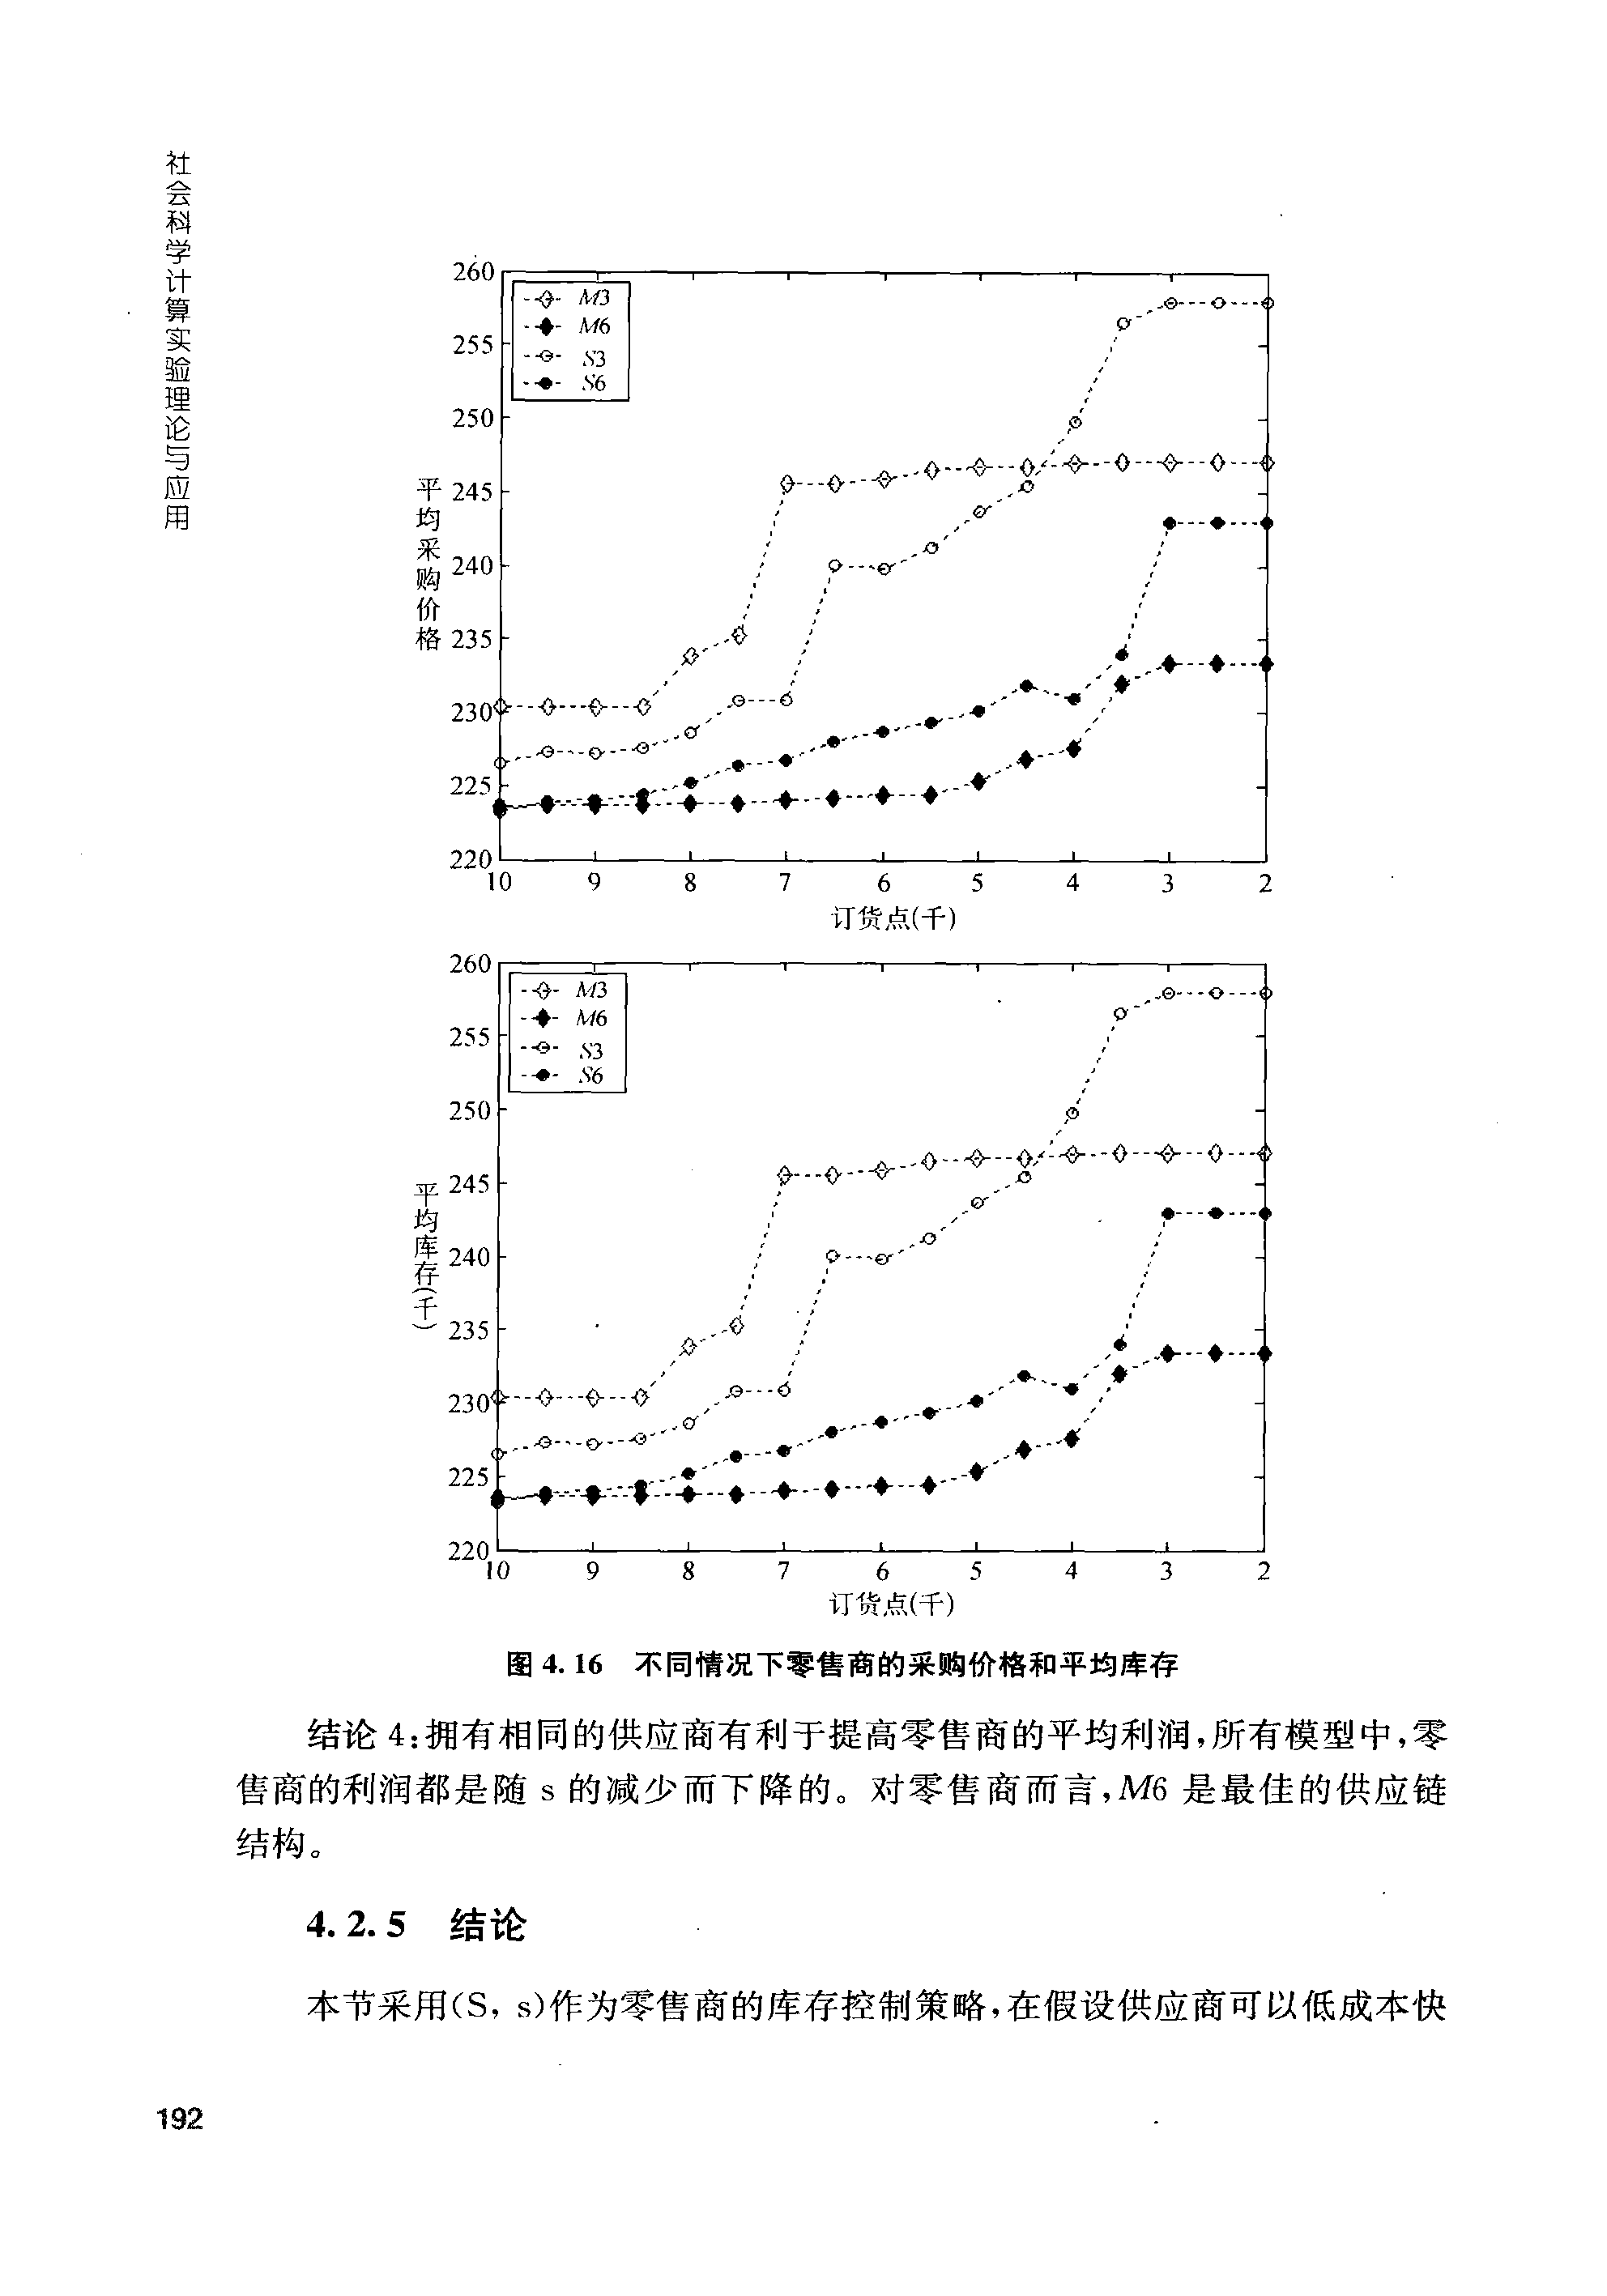 社会科学计算实验理论与应用
260
255
250
245
240
235
230
225
220
平均采购价格
M3
M6
S3
S6
10 9 8 7 6 5 4 3 2
订货点(千)
260
255
250
245
240
235
230
225
220
平均库存(千)
M3
M6
S3
S6
10 9 8 7 6 5 4 3 2
订货点(千)
图 4.16 不同情况下零售商的采购价格和平均库存
结论 4:拥有相同的供应商有利于提高零售商的平均利润,所有模型中,零
售商的利润都是随 s 的减少而下降的。对零售商而言,M6 是最佳的供应链
结构。
4.2.5 结论
本节采用(S, s)作为零售商的库存控制策略,在假设供应商可以低成本快
192